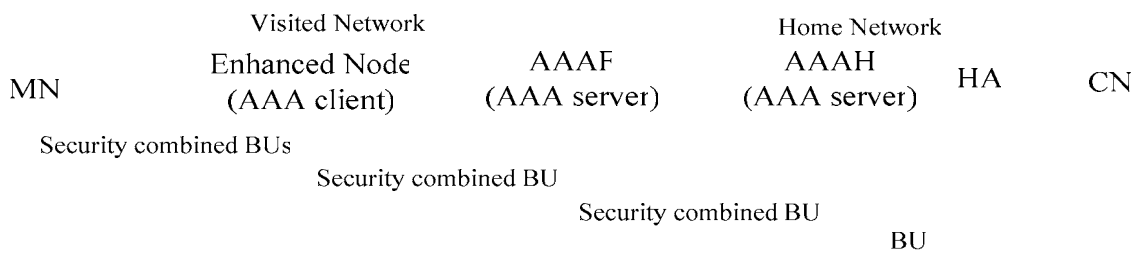 Visited Network Home Network
MN Enhanced Node AAAF AAAH HA CN
(AAA client) (AAA server) (AAA server)
Security combined BUs
Security combined BU
Security combined BU
BU